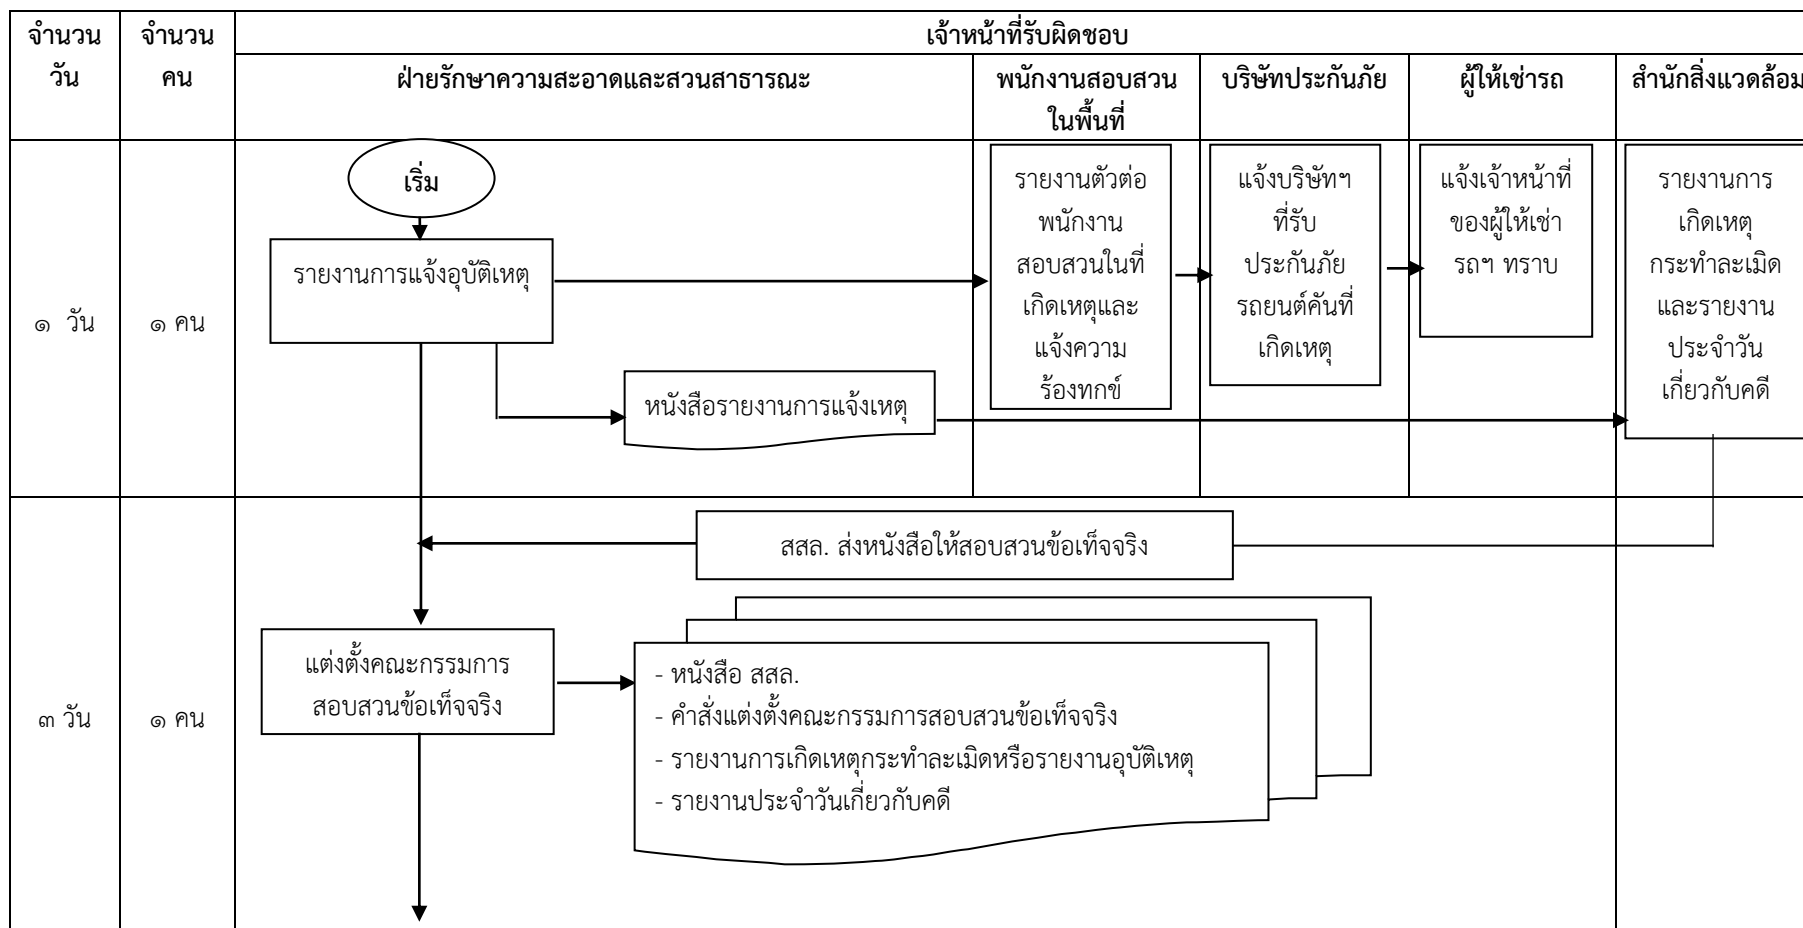 จำนวน
วัน
จำนวน
คน
เจ้าหน้าที่รับผิดชอบ
ฝ่ายรักษาความสะอาดและสวนสาธารณะ
พนักงานสอบสวน
ในพื้นที่
บริษัทประกันภัย
ผู้ให้เช่ารถ
สำนักสิ่งแวดล้อม
๑ วัน
๑ คน
เริ่ม
รายงานการแจ้งอุบัติเหตุ
หนังสือรายงานการแจ้งเหตุ
รายงานตัวต่อ
พนักงาน
สอบสวนในที่
เกิดเหตุและ
แจ้งความ
ร้องทุกข์
แจ้งบริษัทฯ
ที่รับ
ประกันภัย
รถยนต์คันที่
เกิดเหตุ
แจ้งเจ้าหน้าที่
ของผู้ให้เช่า
รถฯ ทราบ
รายงานการ
เกิดเหตุ
กระทำละเมิด
และรายงาน
ประจำวัน
เกี่ยวกับคดี
๓ วัน
๑ คน
สสล. ส่งหนังสือให้สอบสวนข้อเท็จจริง
แต่งตั้งคณะกรรมการ
สอบสวนข้อเท็จจริง
- หนังสือ สสล.
- คำสั่งแต่งตั้งคณะกรรมการสอบสวนข้อเท็จจริง
- รายงานการเกิดเหตุกระทำละเมิดหรือรายงานอุบัติเหตุ
- รายงานประจำวันเกี่ยวกับคดี